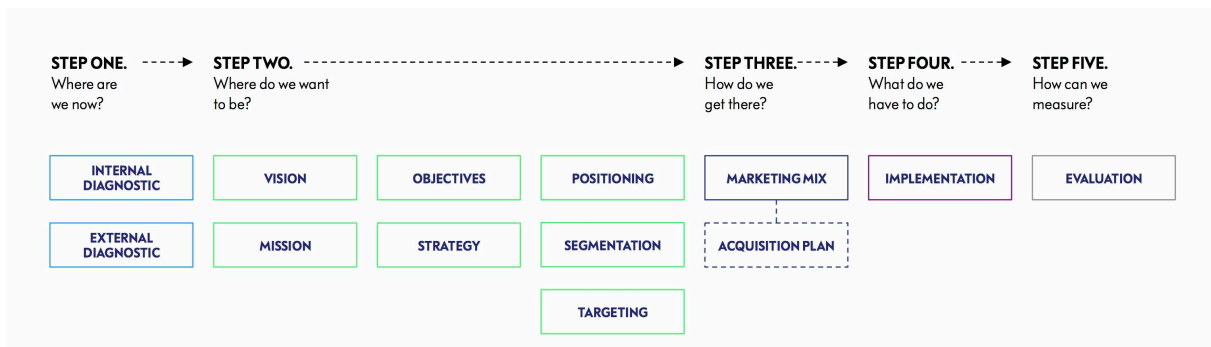 STEP ONE.
Where are
we now?
STEP TWO.
Where do we want
to be?
STEP THREE.
How do we
get there?
STEP FOUR.
What do we
have to do?
STEP FIVE.
How can we
measure?
INTERNAL
DIAGNOSTIC
VISION
OBJECTIVES
POSITIONING
MARKETING MIX
IMPLEMENTATION
EVALUATION
EXTERNAL
DIAGNOSTIC
MISSION
STRATEGY
SEGMENTATION
ACQUISITION PLAN
TARGETING